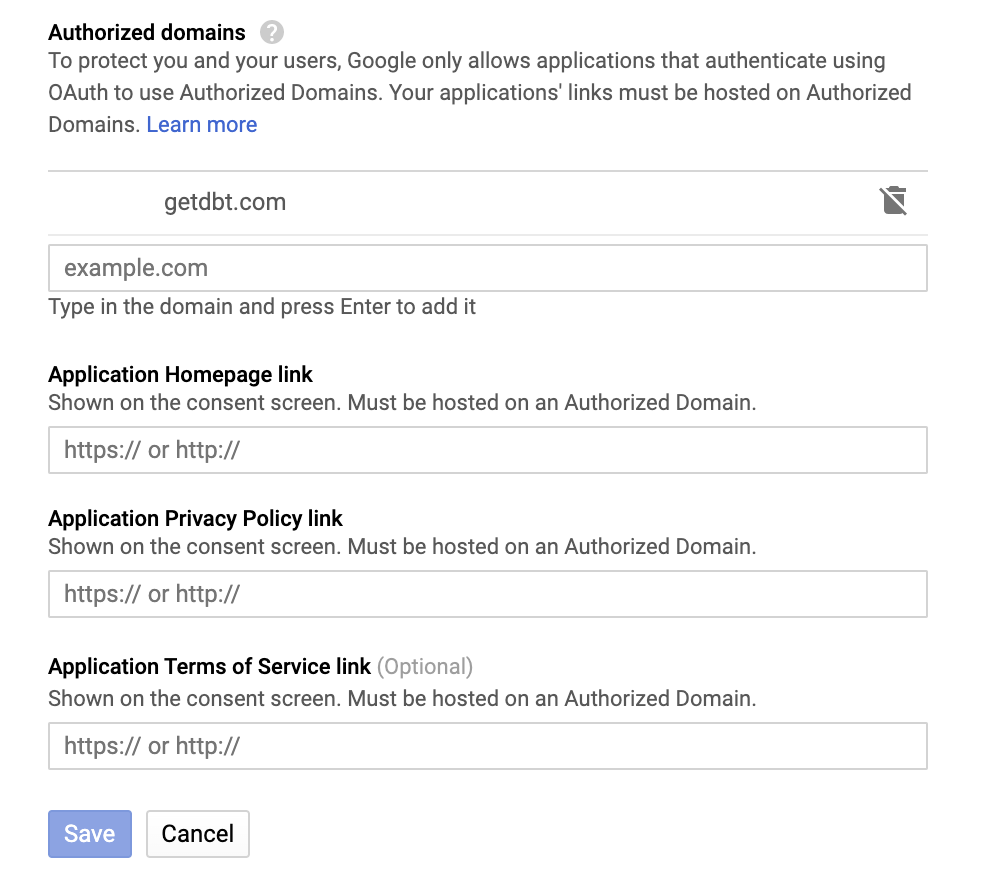 Authorized domains ?
To protect you and your users, Google only allows applications that authenticate using
OAuth to use Authorized Domains. Your applications' links must be hosted on Authorized
Domains. Learn more
getdbt.com
example.com
Type in the domain and press Enter to add it
Application Homepage link
Shown on the consent screen. Must be hosted on an Authorized Domain.
https:// or http://
Application Privacy Policy link
Shown on the consent screen. Must be hosted on an Authorized Domain.
https:// or http://
Application Terms of Service link (Optional)
Shown on the consent screen. Must be hosted on an Authorized Domain.
https:// or http://
Save Cancel